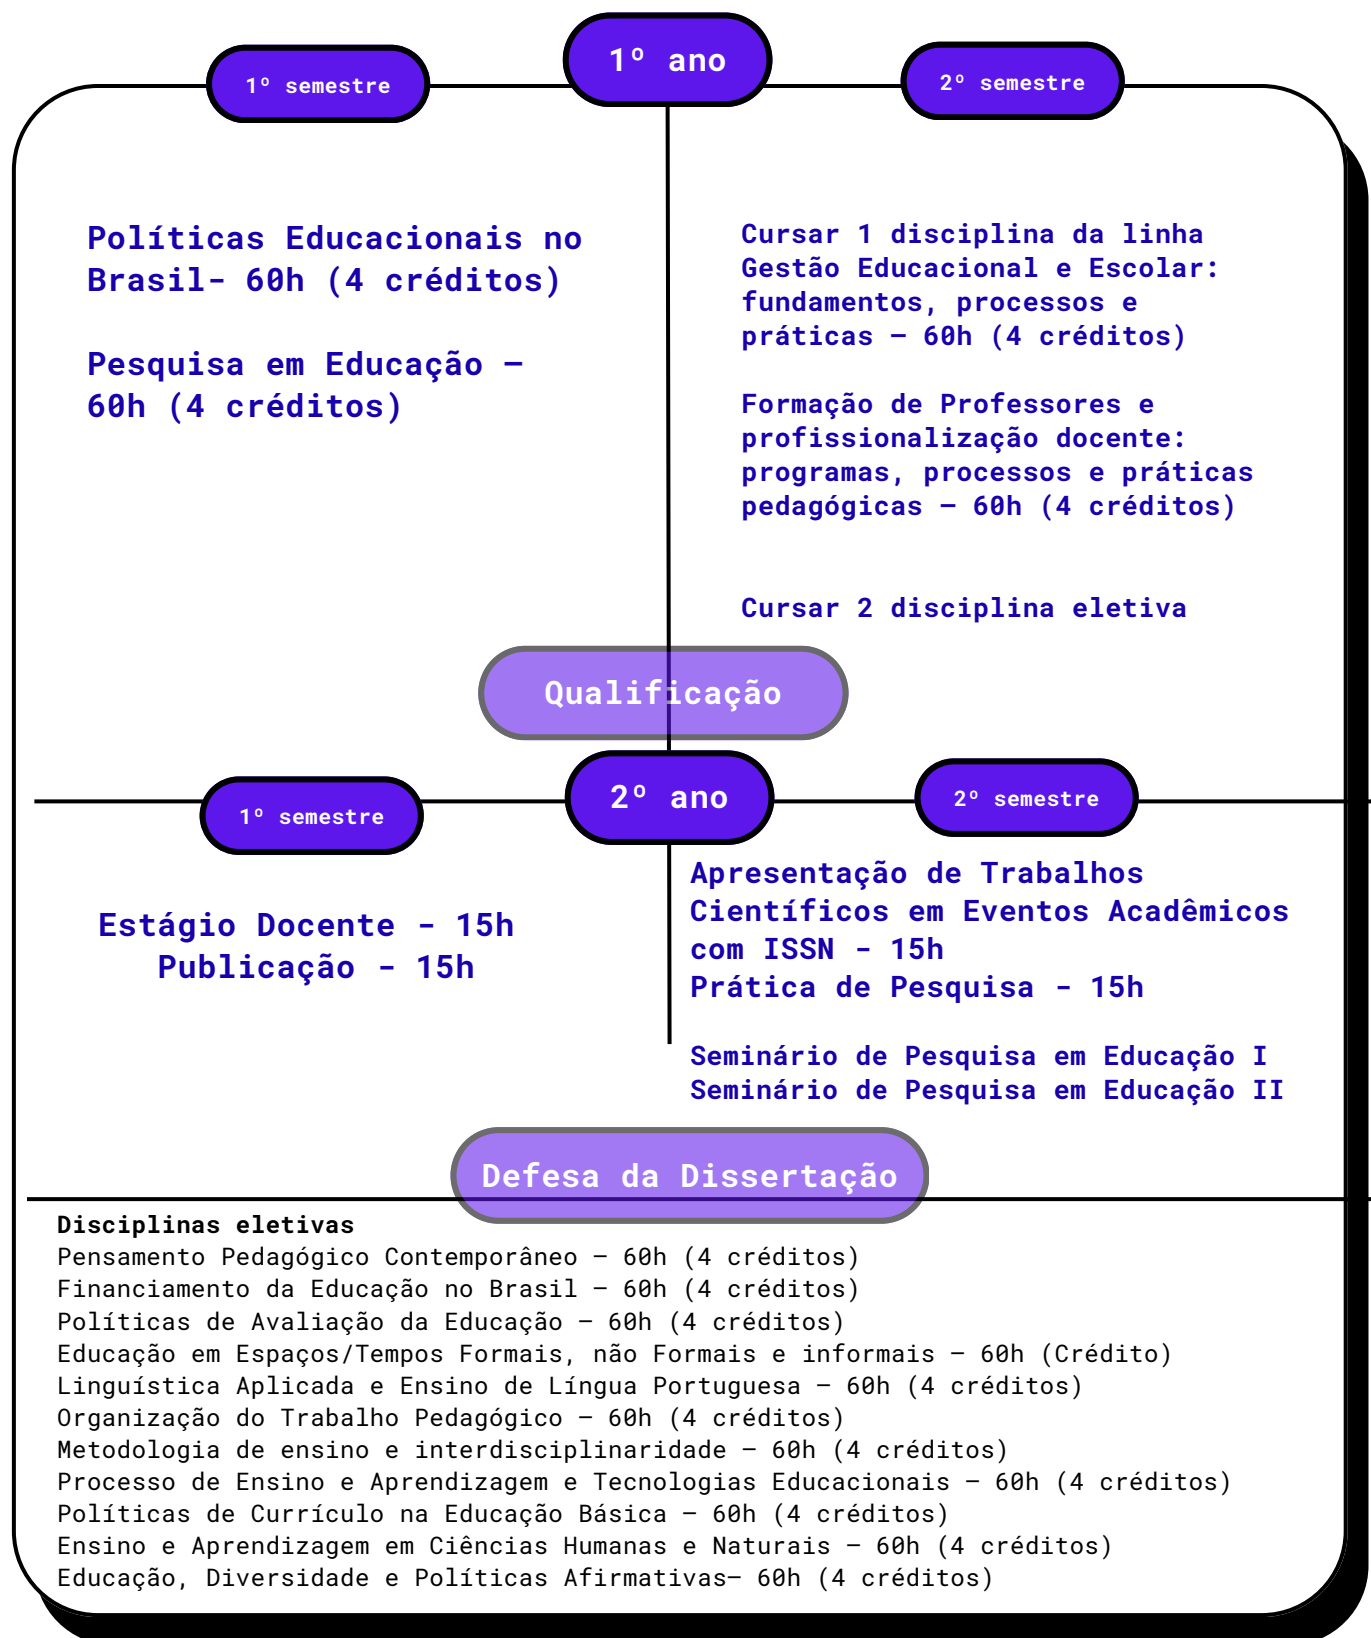 1º ano
1º semestre
2º semestre
Políticas Educacionais no
Brasil- 60h (4 créditos)
Pesquisa em Educação –
60h (4 créditos)
Cursar 1 disciplina da linha
Gestão Educacional e Escolar:
fundamentos, processos e
práticas – 60h (4 créditos)
Formação de Professores e
profissionalização docente:
programas, processos e práticas
pedagógicas – 60h (4 créditos)
Cursar 2 disciplina eletiva
Qualificação
2º ano
1º semestre
2º semestre
Estágio Docente - 15h
Publicação - 15h
Apresentação de Trabalhos
Científicos em Eventos Acadêmicos
com ISSN - 15h
Prática de Pesquisa - 15h
Seminário de Pesquisa em Educação I
Seminário de Pesquisa em Educação II
Defesa da Dissertação
Disciplinas eletivas
Pensamento Pedagógico Contemporâneo – 60h (4 créditos)
Financiamento da Educação no Brasil – 60h (4 créditos)
Políticas de Avaliação da Educação – 60h (4 créditos)
Educação em Espaços/Tempos Formais, não Formais e informais – 60h (Crédito)
Linguística Aplicada e Ensino de Língua Portuguesa – 60h (4 créditos)
Organização do Trabalho Pedagógico – 60h (4 créditos)
Metodologia de ensino e interdisciplinaridade – 60h (4 créditos)
Processo de Ensino e Aprendizagem e Tecnologias Educacionais – 60h (4 créditos)
Políticas de Currículo na Educação Básica – 60h (4 créditos)
Ensino e Aprendizagem em Ciências Humanas e Naturais – 60h (4 créditos)
Educação, Diversidade e Políticas Afirmativas– 60h (4 créditos)